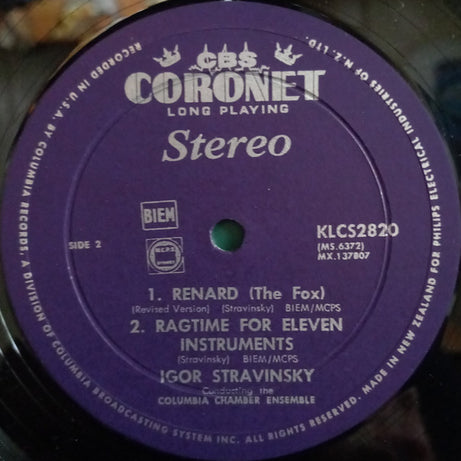 CBS
CORONET
LONG PLAYING
Stereo
BIEM
KLCS2820
(MS.6372)
MX.137807
SIDE 2
M.C.P.S
1. RENARD (The Fox)
(Revised Version) (Stravinsky) BIEM/MCPS
2. RAGTIME FOR ELEVEN
INSTRUMENTS
(Stravinsky) BIEM/MCPS
IGOR STRAVINSKY
Conducting the
COLUMBIA CHAMBER ENSEMBLE
RECORDED IN U.S.A. BY COLUMBIA RECORDS, A DIVISION OF COLUMBIA BROADCASTING SYSTEM INC. ALL RIGHTS RESERVED. MADE IN NEW ZEALAND FOR PHILIPS ELECTRICAL INDUSTRIES OF N.Z. LTD.